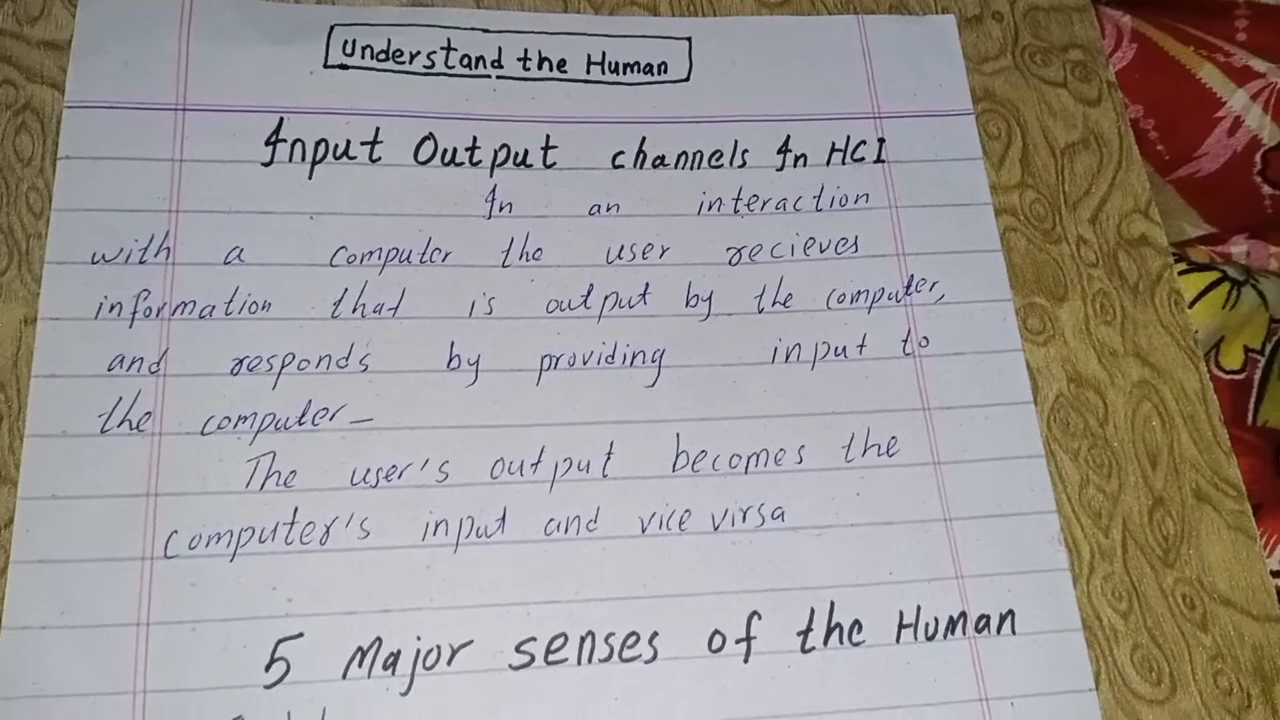 Understand the Human
Input Output channels In HCI
In an interaction
with a computer the user recieves
information that is output by the computer,
and responds by providing input to
the computer-
The user's output becomes the
computer's input and vice virsa
5 Major senses of the Human